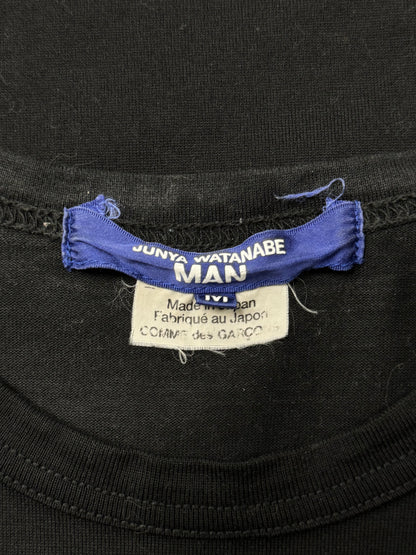 JUNYA WATANABE
MAN
M
Made in Japan
Fabriqué au Japon
COMME des GARÇONS